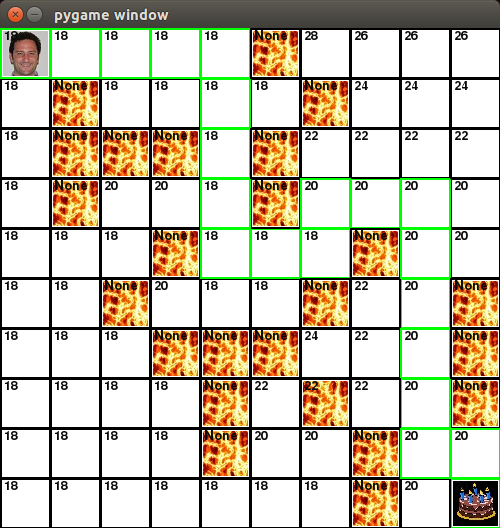 pygame window
18 18 18 18 18 None 28 26 26 26
18 None 18 18 18 18 None 24 24 24
18 None None None 18 None 22 22 22 22
18 None 20 20 18 None 20 20 20 20
18 18 18 None 18 18 18 None 20 20
18 18 None 20 18 18 None 22 20 None
18 18 18 None None None 24 22 20 None
18 18 18 18 None 22 22 22 20 None
18 18 18 18 None 20 20 None 20 20
18 18 18 18 18 18 18 None 20